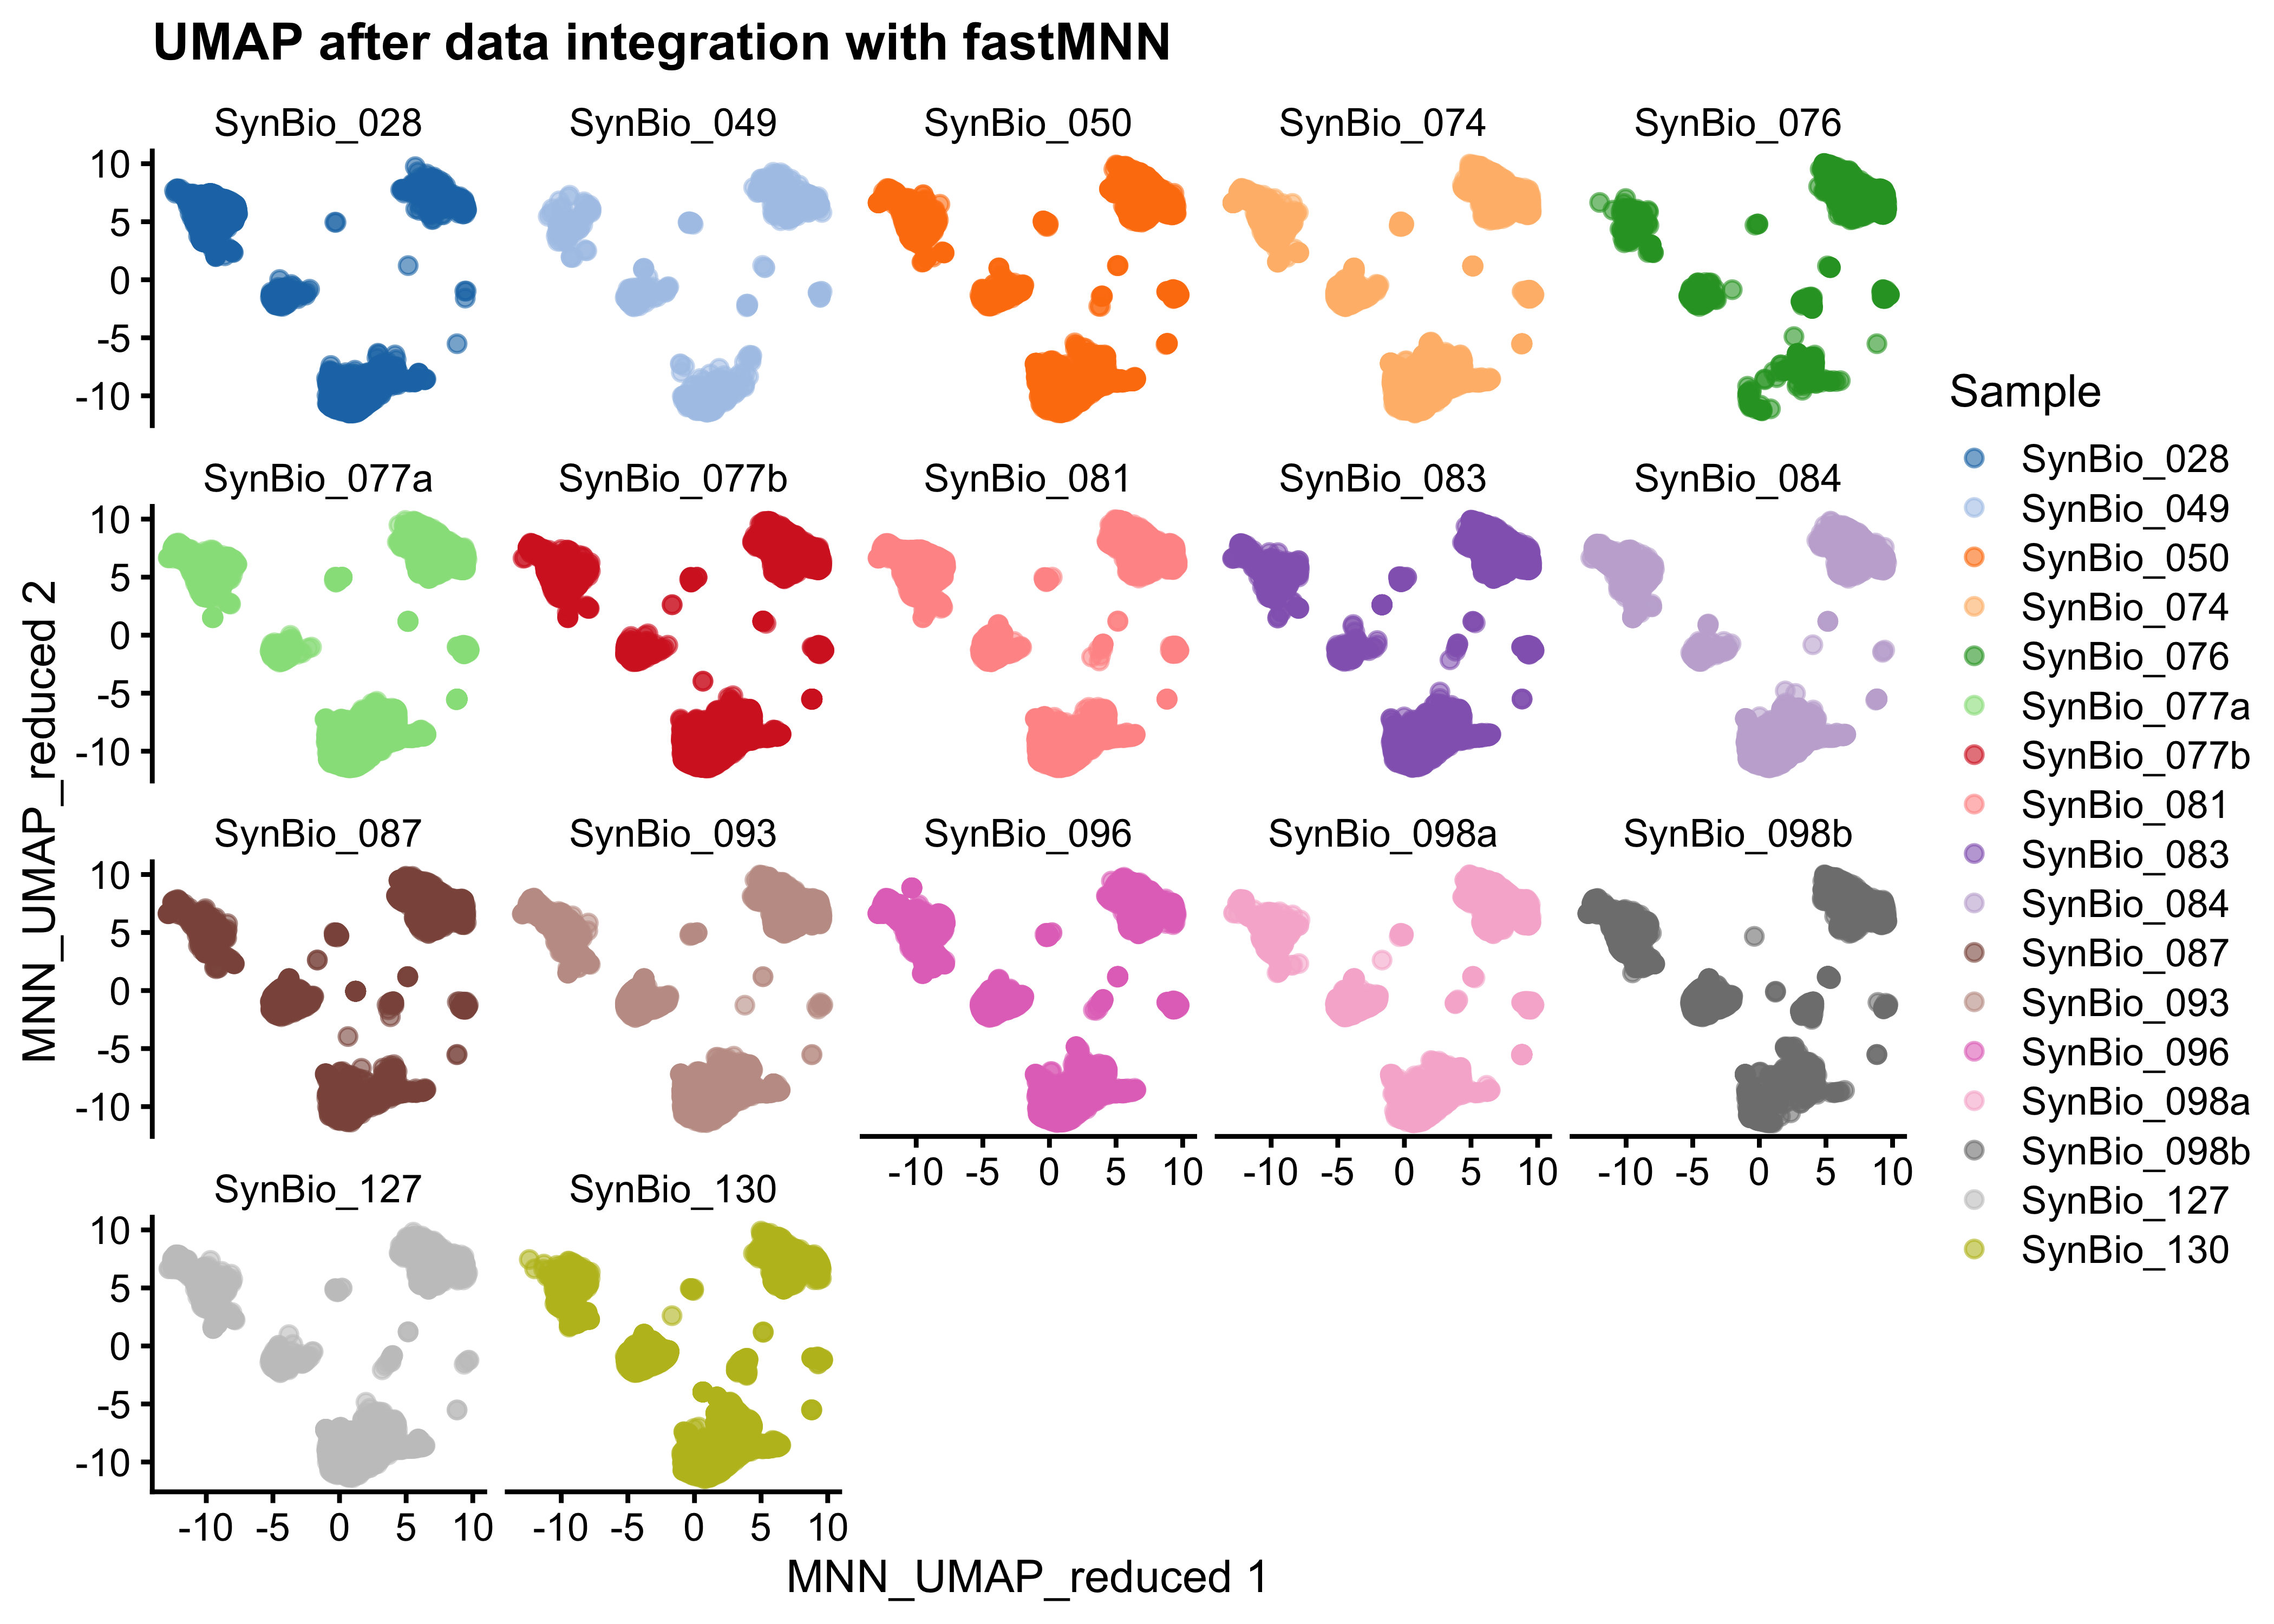 UMAP after data integration with fastMNN
SynBio_028 SynBio_049 SynBio_050 SynBio_074 SynBio_076
10
5
0
-5
-10
SynBio_077a SynBio_077b SynBio_081 SynBio_083 SynBio_084
10
5
0
-5
-10
SynBio_087 SynBio_093 SynBio_096 SynBio_098a SynBio_098b
10
5
0
-5
-10
-10 -5 0 5 10 -10 -5 0 5 10 -10 -5 0 5 10
SynBio_127 SynBio_130
10
5
0
-5
-10
-10 -5 0 5 10 -10 -5 0 5 10
MNN_UMAP_reduced 1
MNN_UMAP_reduced 2
Sample
SynBio_028
SynBio_049
SynBio_050
SynBio_074
SynBio_076
SynBio_077a
SynBio_077b
SynBio_081
SynBio_083
SynBio_084
SynBio_087
SynBio_093
SynBio_096
SynBio_098a
SynBio_098b
SynBio_127
SynBio_130